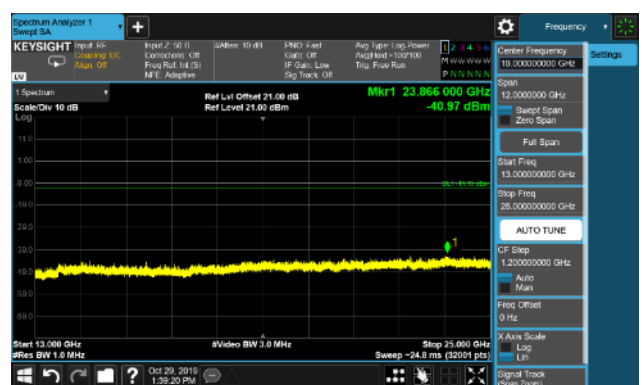 Spectrum Analyzer 1
Swept SA
Frequency
KEYSIGHT
Input: RF
Coupling: DC
Align: Off
Input Z: 50 Ω
Corrections: Off
Freq Ref: Int (S)
NFE: Adaptive
#Atten: 10 dB
PNO: Fast
Gate: Off
IF Gain: Low
Sig Track: Off
Avg Type: Log-Power
Avg|Hold:>100/100
Trig: Free Run
1 2 3 4 5 6
M W W W W W
P N N N N N
LV
Settings
Center Frequency
19.000000000 GHz
Span
12.0000000 GHz
Swept Span
Zero Span
Full Span
Start Freq
13.000000000 GHz
Stop Freq
25.000000000 GHz
AUTO TUNE
CF Step
1.200000000 GHz
Auto
Man
Freq Offset
0 Hz
X Axis Scale
Log
Lin
Signal Track
(Span Zoom)
1 Spectrum
Scale/Div 10 dB
Log
Ref Lvl Offset 21.00 dB
Ref Level 21.00 dBm
Mkr1 23.866 000 GHz
-40.97 dBm
11.0
1.00
-9.00
-19.0
-29.0
-39.0
-49.0
-59.0
-69.0
1
Start 13.000 GHz
#Res BW 1.0 MHz
#Video BW 3.0 MHz
Stop 25.000 GHz
Sweep ~24.8 ms (32001 pts)
?
Oct 29, 2019
1:39:20 PM